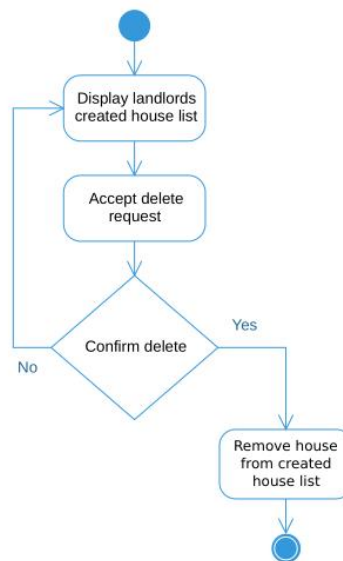 Display landlords
created house list
Accept delete
request
Confirm delete
Yes
No
Remove house
from created
house list